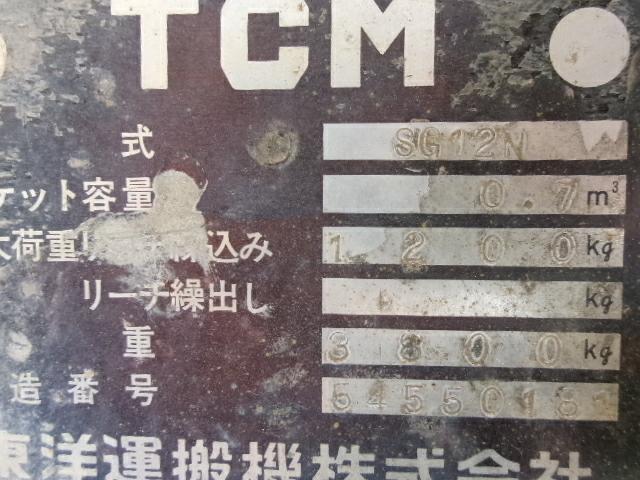 TCM
式 SG12N
ケット容量 0.7 m³
大荷重 込み 1200 kg
リーチ繰出し kg
重 3800 kg
造番号
東洋運搬機株式会社